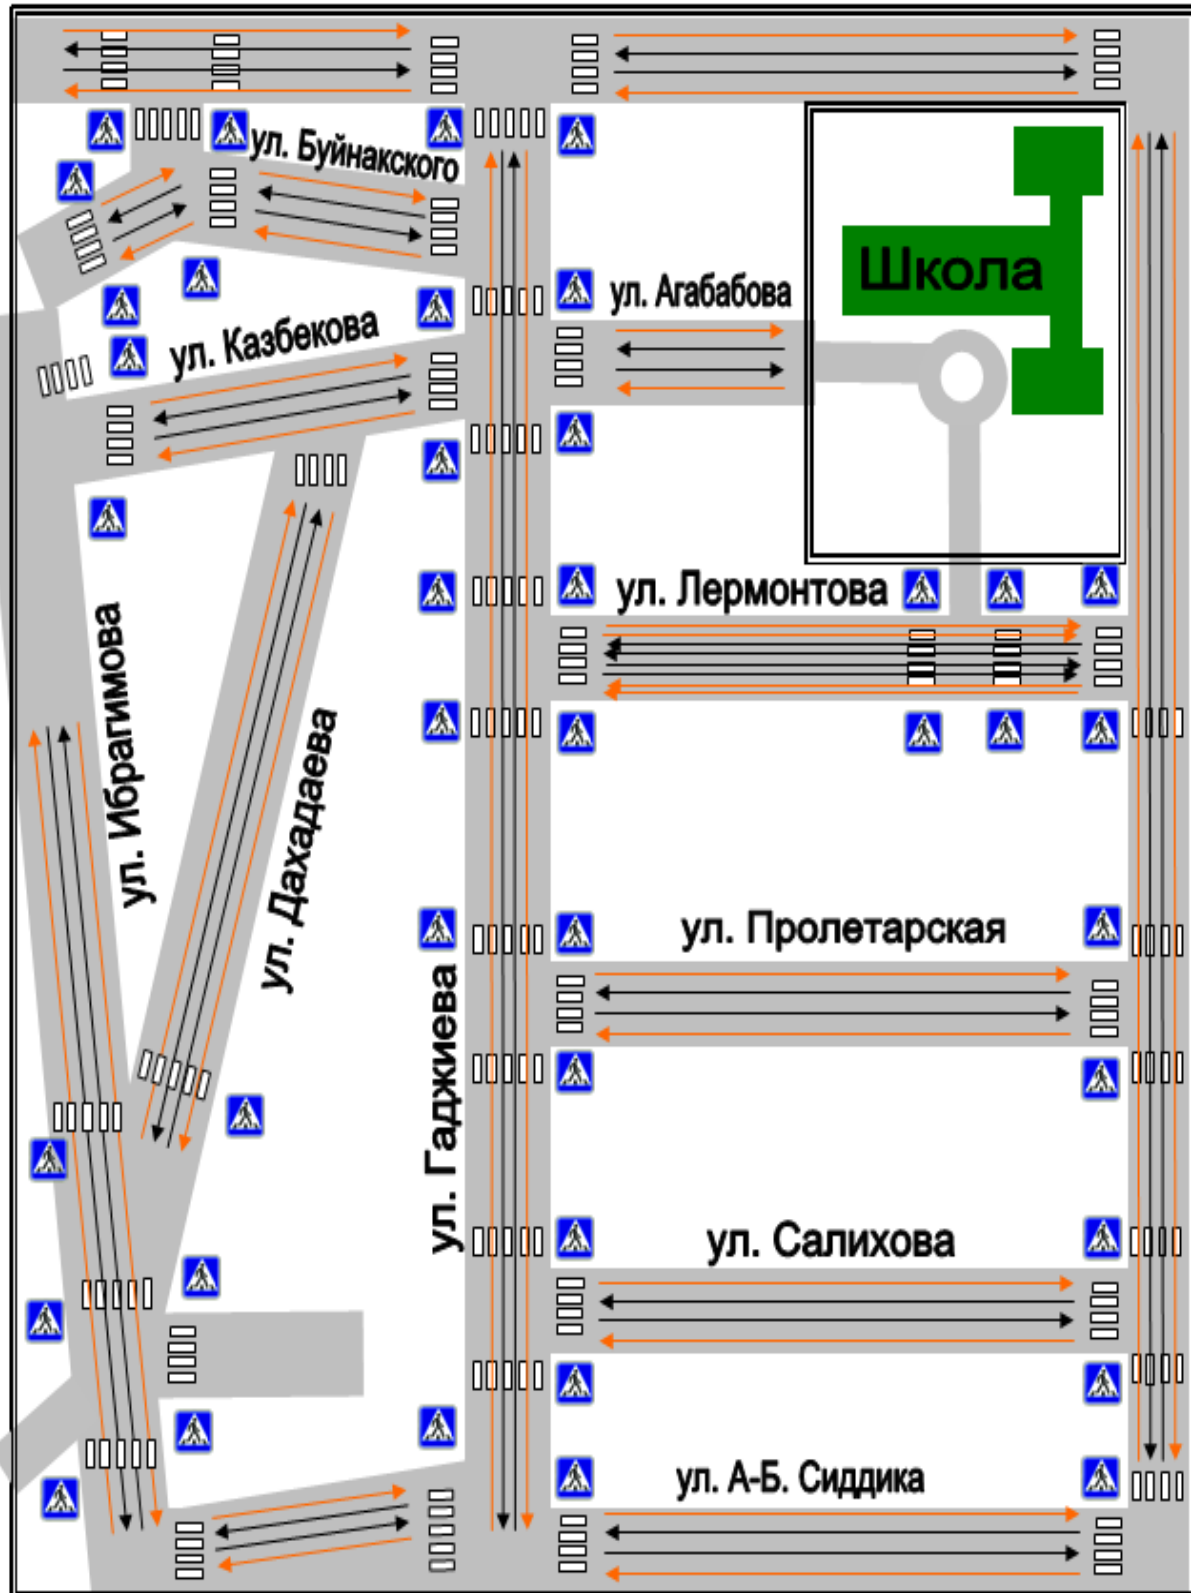 ул. Буйнакского
Школа
ул. Агабабова
ул. Казбекова
ул. Лермонтова
ул. Ибрагимова
ул. Дахадаева
ул. Гаджиева
ул. Пролетарская
ул. Салихова
ул. А-Б. Сиддика